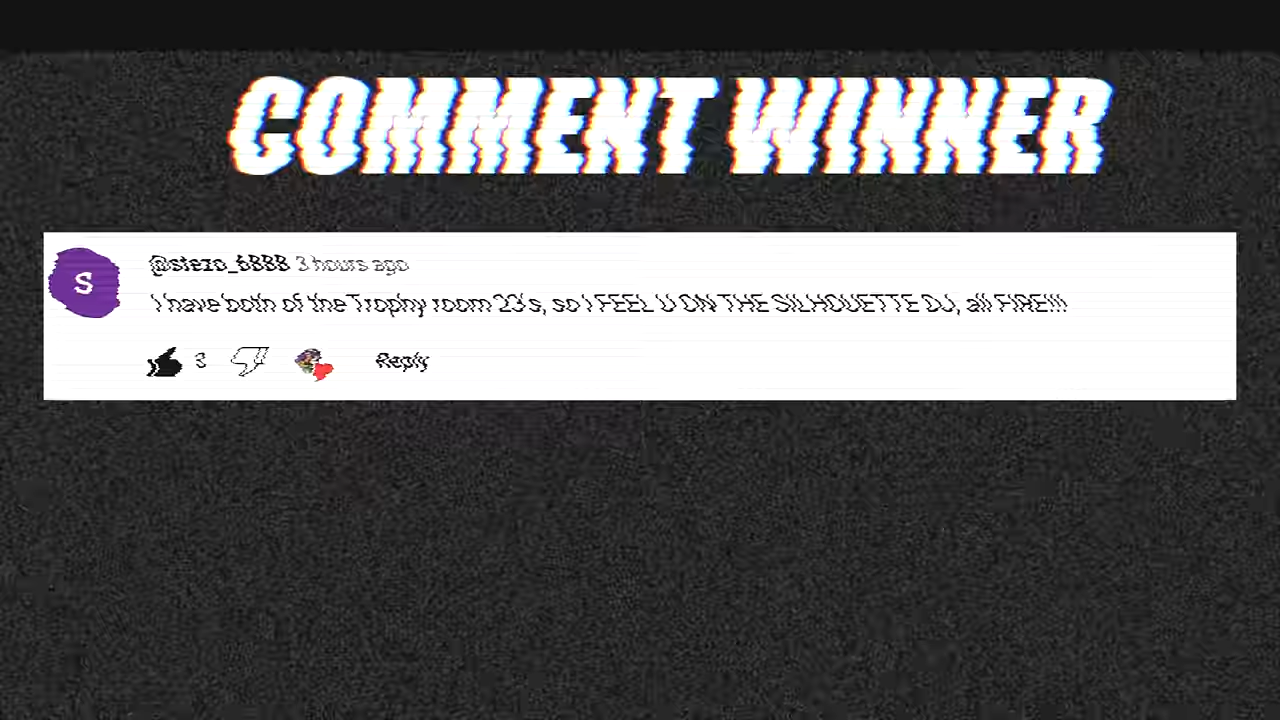 COMMENT WINNER
S
@stezo_6888 3 hours ago
I have both of the Trophy room 23's, so I FEEL U ON THE SILHOUETTE DJ, all FIRE!!!
3 Reply